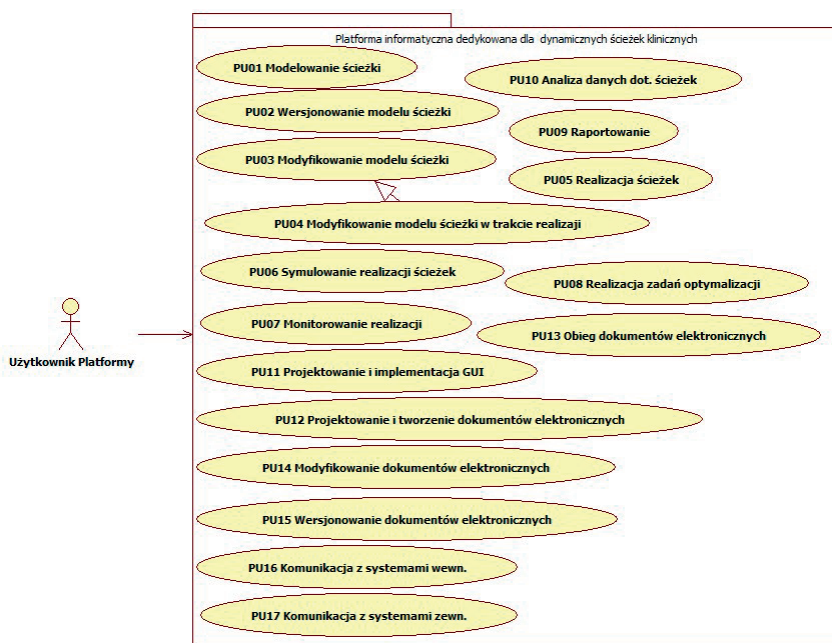 Platforma informatyczna dedykowana dla dynamicznych ścieżek klinicznych
PU01 Modelowanie ścieżki
PU10 Analiza danych dot. ścieżek
PU02 Wersjonowanie modelu ścieżki
PU09 Raportowanie
PU03 Modyfikowanie modelu ścieżki
PU05 Realizacja ścieżek
PU04 Modyfikowanie modelu ścieżki w trakcie realizaji
PU06 Symulowanie realizacji ścieżek
PU08 Realizacja zadań optymalizacji
PU07 Monitorowanie realizacji
PU13 Obieg dokumentów elektronicznych
Użytkownik Platformy
PU11 Projektowanie i implementacja GUI
PU12 Projektowanie i tworzenie dokumentów elektronicznych
PU14 Modyfikowanie dokumentów elektronicznych
PU15 Wersjonowanie dokumentów elektronicznych
PU16 Komunikacja z systemami wewn.
PU17 Komunikacja z systemami zewn.